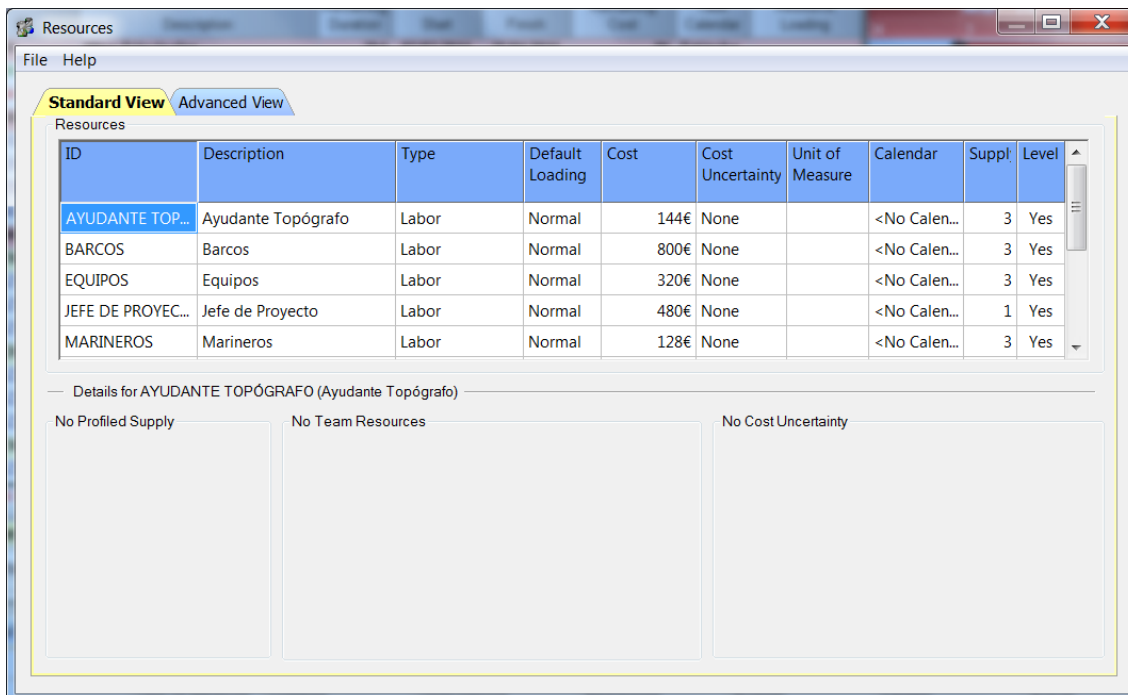 Resources
File Help
Standard View Advanced View
Resources
ID Description Type Default Loading Cost Cost Uncertainty Unit of Measure Calendar Suppl Level
AYUDANTE TOP... Ayudante Topógrafo Labor Normal 144€ None <No Calen... 3 Yes
BARCOS Barcos Labor Normal 800€ None <No Calen... 3 Yes
EQUIPOS Equipos Labor Normal 320€ None <No Calen... 3 Yes
JEFE DE PROYEC... Jefe de Proyecto Labor Normal 480€ None <No Calen... 1 Yes
MARINEROS Marineros Labor Normal 128€ None <No Calen... 3 Yes
Details for AYUDANTE TOPÓGRAFO (Ayudante Topógrafo)
No Profiled Supply No Team Resources No Cost Uncertainty